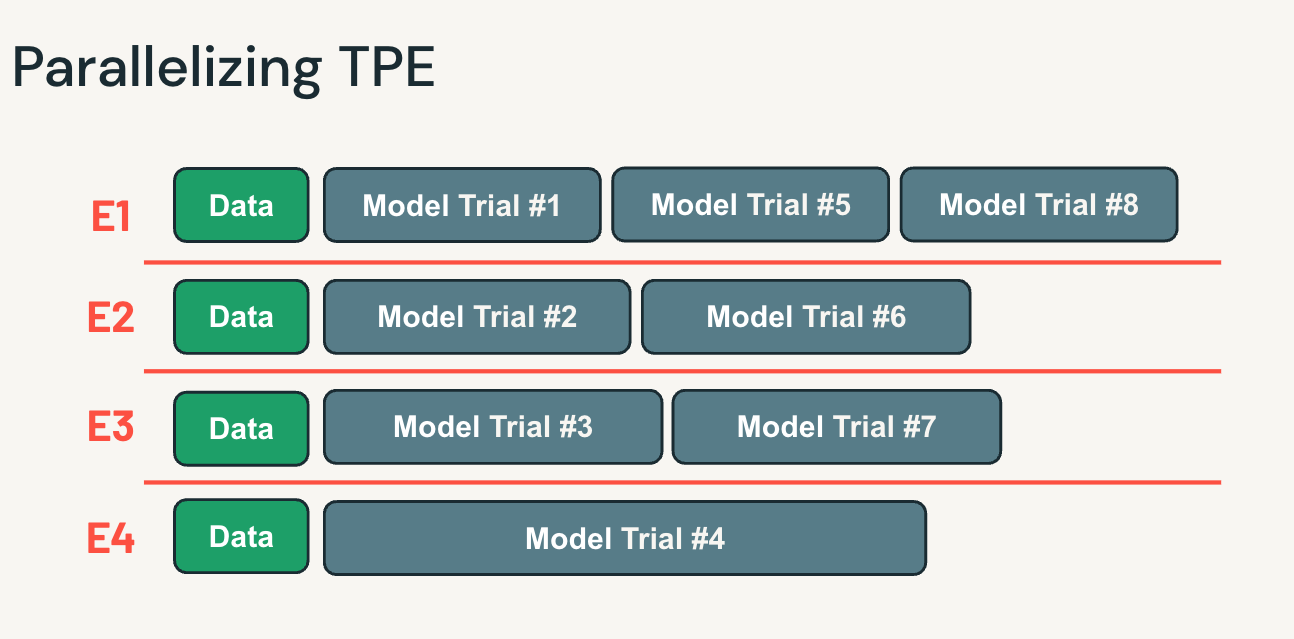 Parallelizing TPE
E1 Data Model Trial #1 Model Trial #5 Model Trial #8
E2 Data Model Trial #2 Model Trial #6
E3 Data Model Trial #3 Model Trial #7
E4 Data Model Trial #4